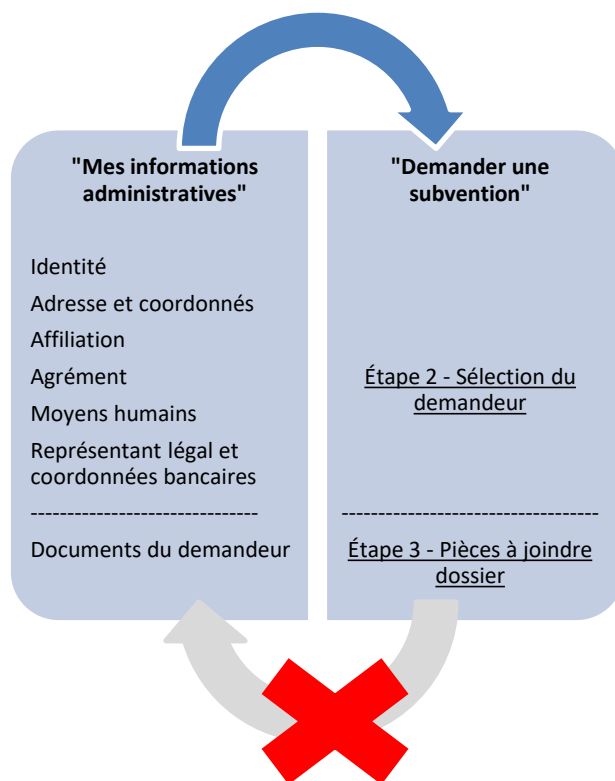 "Mes informations
administratives"
Identité
Adresse et coordonnés
Affiliation
Agrément
Moyens humains
Représentant légal et
coordonnées bancaires
-------------------------------
Documents du demandeur
"Demander une
subvention"
Étape 2 - Sélection du
demandeur
-----------------------------------
Étape 3 - Pièces à joindre
dossier